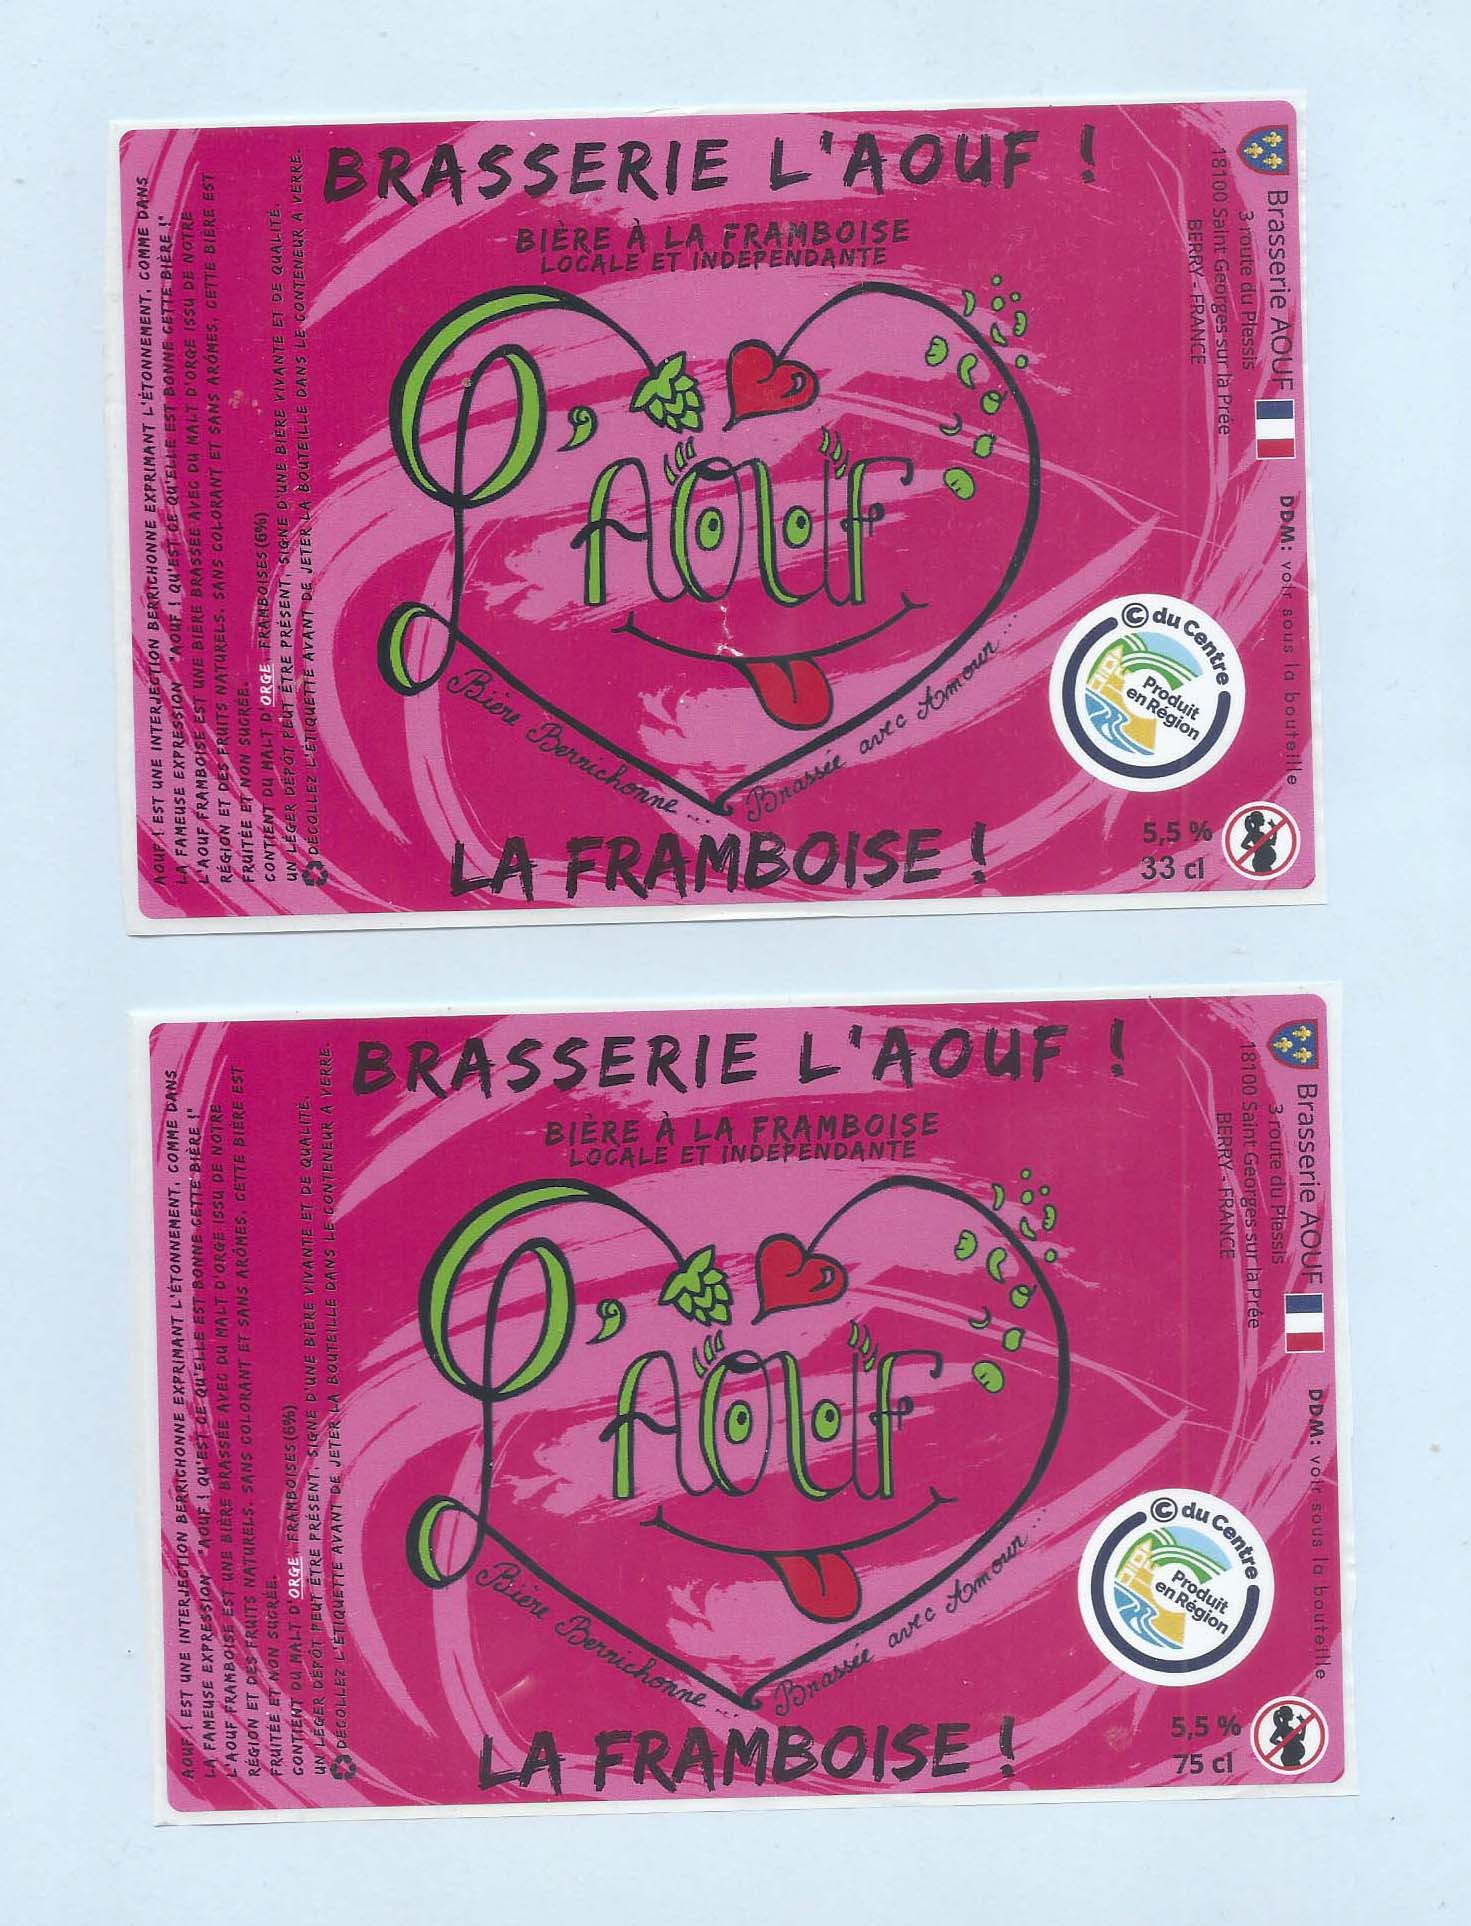 BRASSERIE L'AOUF !
BIÈRE À LA FRAMBOISE
LOCALE ET INDÉPENDANTE
L'AOUF
Bière Berrichonne ...
Brassée avec Amour ...
LA FRAMBOISE !
AOUF ! EST UNE INTERJECTION BERRICHONNE EXPRIMANT L'ÉTONNEMENT, COMME DANS
LA FAMEUSE EXPRESSION "AOUF ! QU'EST CE QU'ELLE EST BONNE CETTE BIÈRE !"
L'AOUF FRAMBOISE EST UNE BIÈRE BRASSÉE AVEC DU MALT D'ORGE ISSU DE NOTRE
RÉGION ET DES FRUITS NATURELS. SANS COLORANT ET SANS ARÔMES, CETTE BIÈRE EST
FRUITÉE ET NON SUCRÉE.
CONTIENT DU MALT D'ORGE, FRAMBOISES (6%)
UN LÉGER DÉPÔT PEUT ÊTRE PRÉSENT, SIGNE D'UNE BIÈRE VIVANTE ET DE QUALITÉ.
DÉCOLLEZ L'ÉTIQUETTE AVANT DE JETER LA BOUTEILLE DANS LE CONTENEUR A VERRE.
Brasserie AOUF
3 route du Plessis
18100 Saint Georges sur la Prée
BERRY - FRANCE
DDM: voir sous la bouteille
© du Centre
Produit
en Région
5,5 %
33 cl
BRASSERIE L'AOUF !
BIÈRE À LA FRAMBOISE
LOCALE ET INDÉPENDANTE
L'AOUF
Bière Berrichonne ...
Brassée avec Amour ...
LA FRAMBOISE !
AOUF ! EST UNE INTERJECTION BERRICHONNE EXPRIMANT L'ÉTONNEMENT, COMME DANS
LA FAMEUSE EXPRESSION "AOUF ! QU'EST CE QU'ELLE EST BONNE CETTE BIÈRE !"
L'AOUF FRAMBOISE EST UNE BIÈRE BRASSÉE AVEC DU MALT D'ORGE ISSU DE NOTRE
RÉGION ET DES FRUITS NATURELS. SANS COLORANT ET SANS ARÔMES, CETTE BIÈRE EST
FRUITÉE ET NON SUCRÉE.
CONTIENT DU MALT D'ORGE, FRAMBOISES (6%)
UN LÉGER DÉPÔT PEUT ÊTRE PRÉSENT, SIGNE D'UNE BIÈRE VIVANTE ET DE QUALITÉ.
DÉCOLLEZ L'ÉTIQUETTE AVANT DE JETER LA BOUTEILLE DANS LE CONTENEUR A VERRE.
Brasserie AOUF
3 route du Plessis
18100 Saint Georges sur la Prée
BERRY - FRANCE
DDM: voir sous la bouteille
© du Centre
Produit
en Région
5,5 %
75 cl